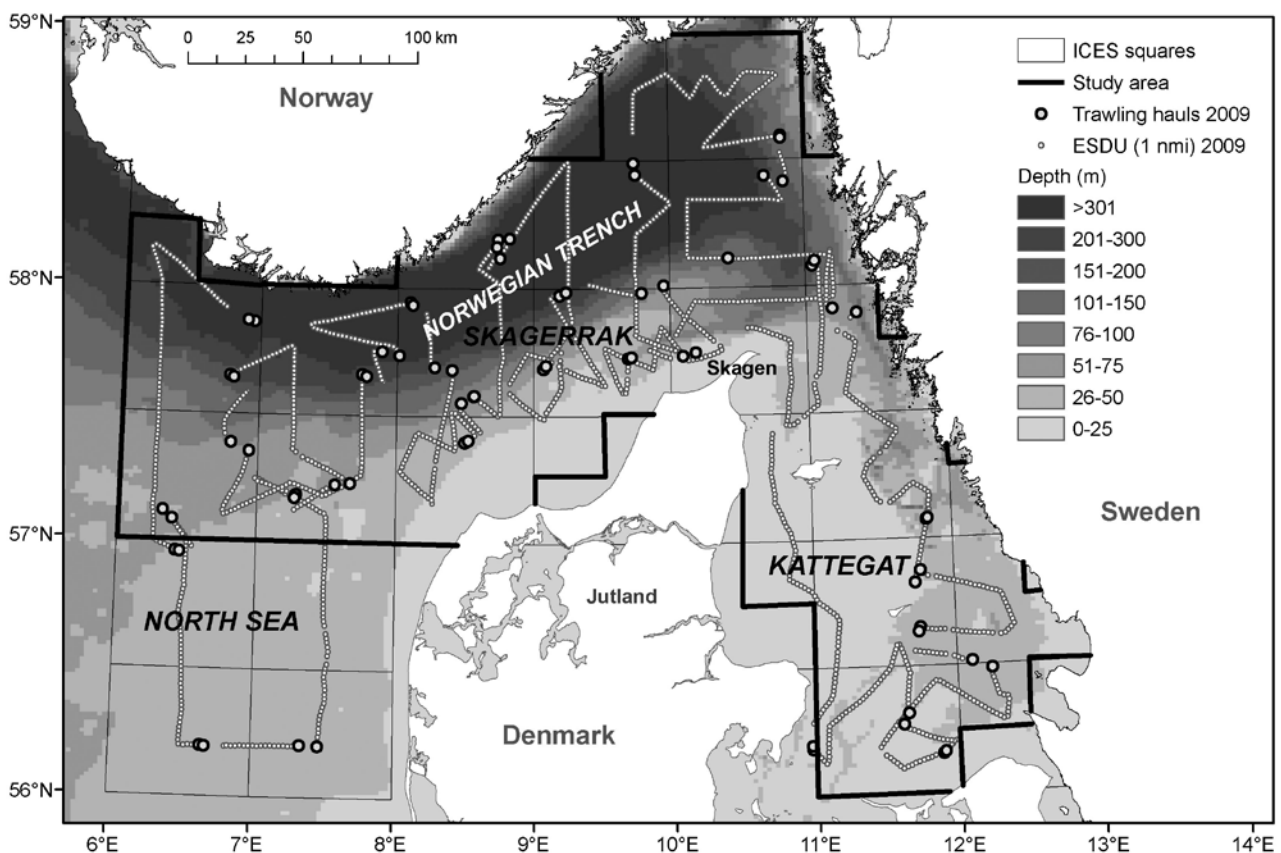 59°N
58°N
57°N
56°N
0 25 50 100 km
Norway
NORWEGIAN TRENCH
SKAGERRAK
Skagen
KATTEGAT
Sweden
NORTH SEA
Jutland
Denmark
ICES squares
Study area
Trawling hauls 2009
ESDU (1 nmi) 2009
Depth (m)
>301
201-300
151-200
101-150
76-100
51-75
26-50
0-25
6°E 7°E 8°E 9°E 10°E 11°E 12°E 13°E 14°E